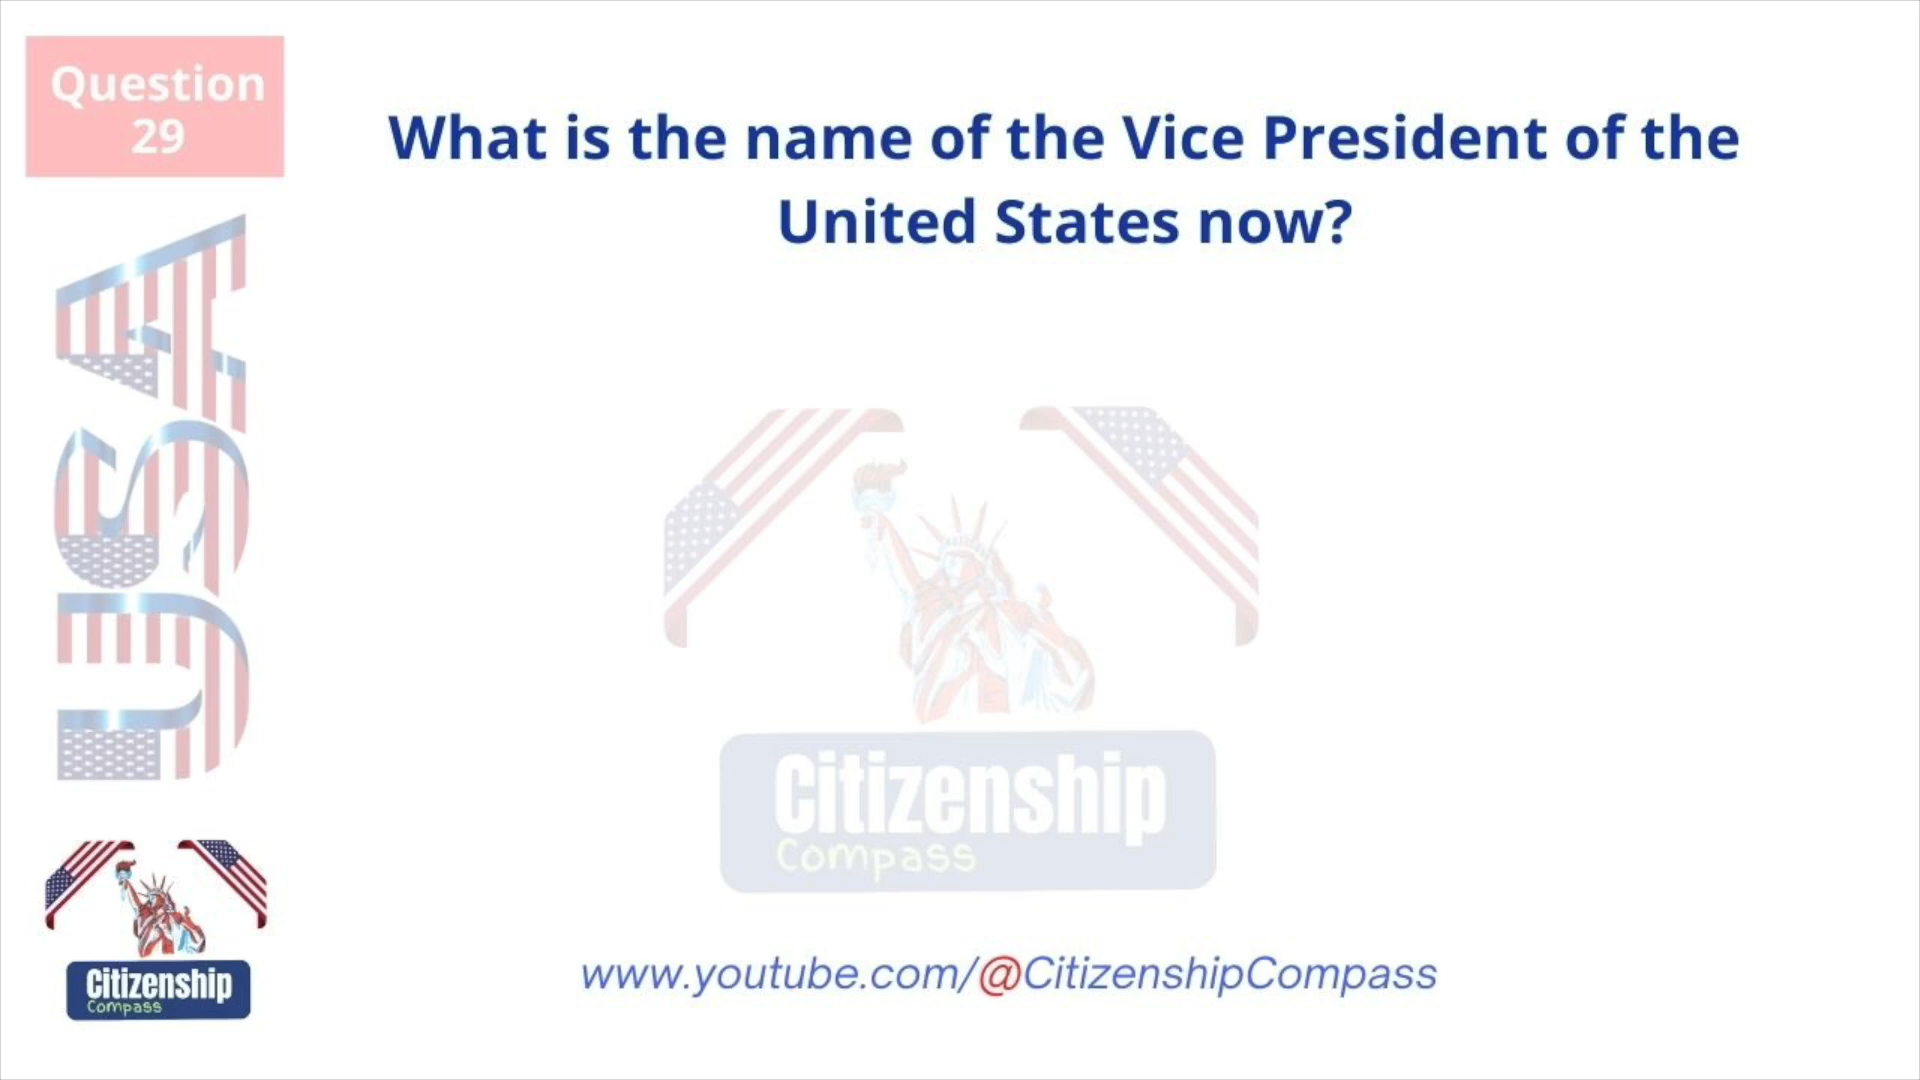 Question
29
What is the name of the Vice President of the
United States now?
USA
Citizenship
Compass
Citizenship
Compass
www.youtube.com/@CitizenshipCompass